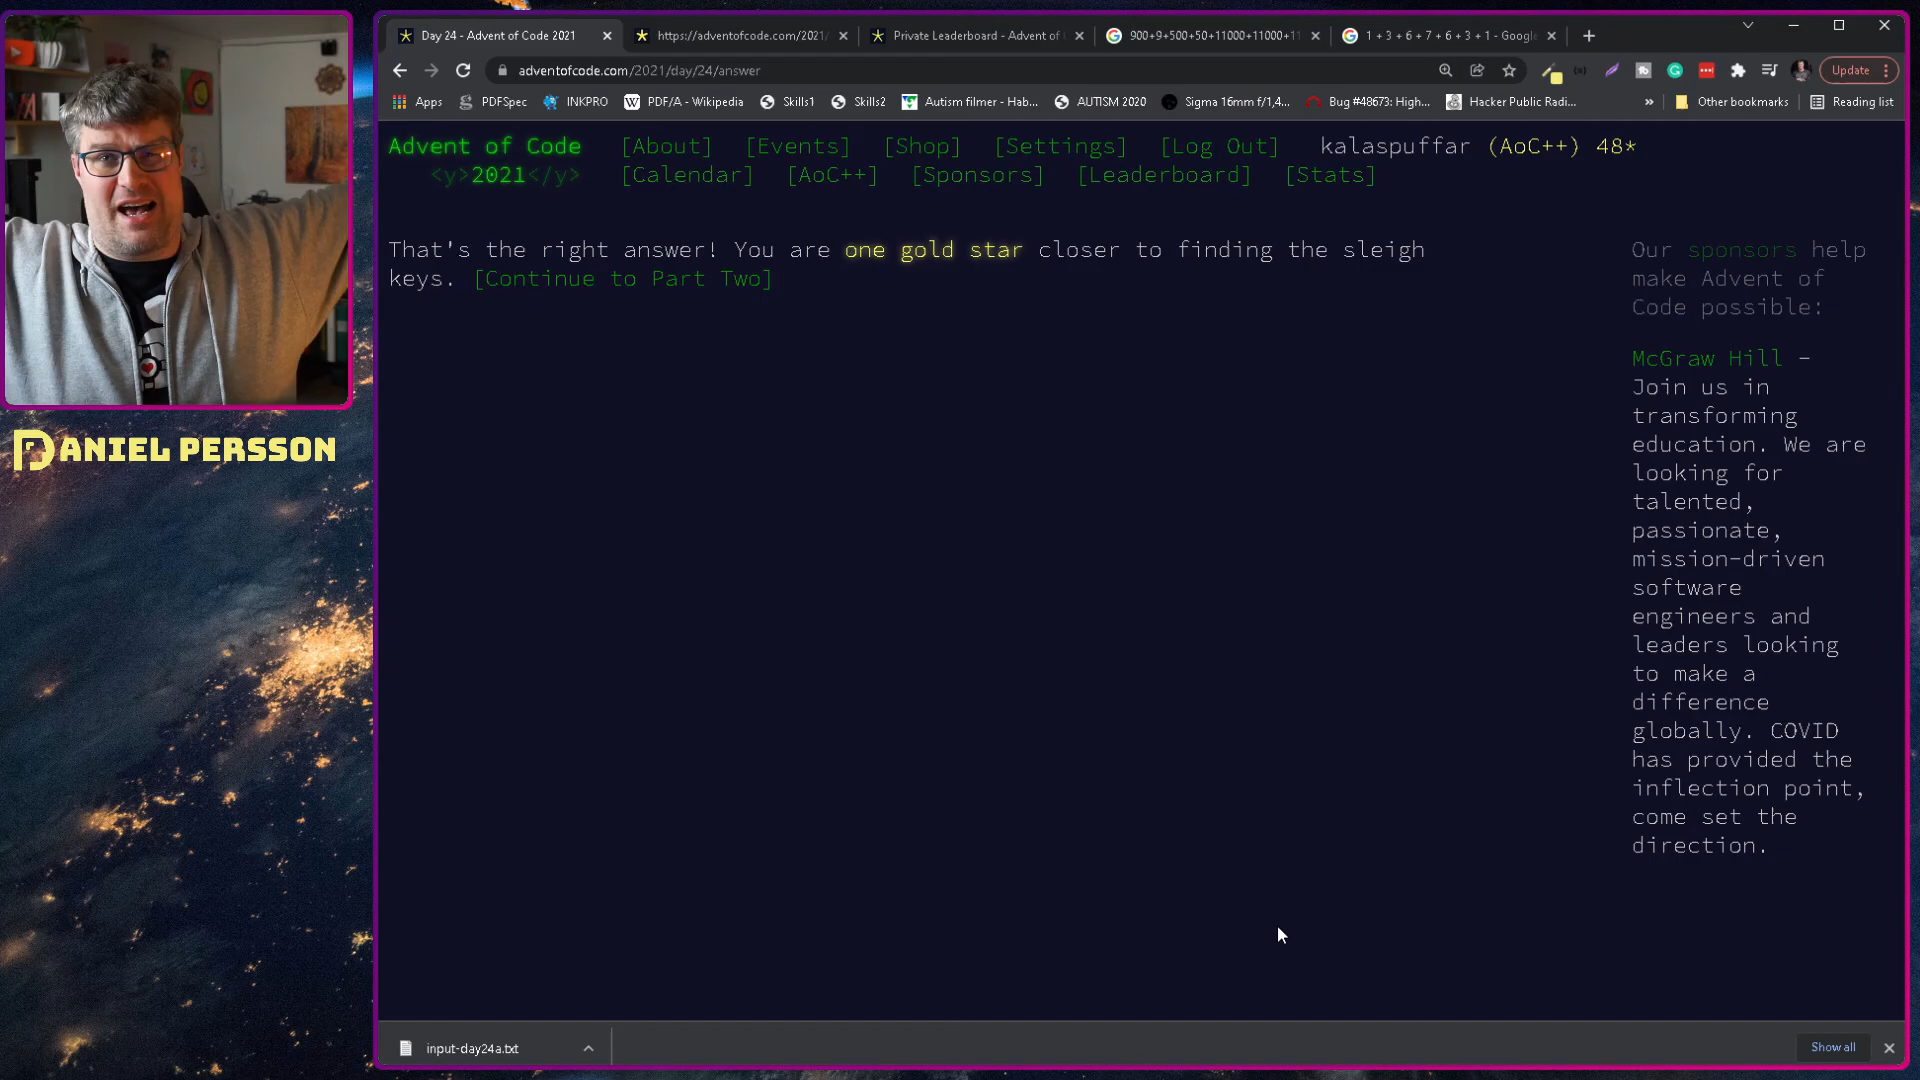 Day 24 - Advent of Code 2021
https://adventofcode.com/2021/
Private Leaderboard - Advent of
900+9+500+50+11000+11000+11
1 + 3 + 6 + 7 + 6 + 3 + 1 - Google
adventofcode.com/2021/day/24/answer
Update
Apps
PDFSpec
INKPRO
PDF/A - Wikipedia
Skills1
Skills2
Autism filmer - Hab...
AUTISM 2020
Sigma 16mm f/1,4...
Bug #48673: High...
Hacker Public Radi...
»
Other bookmarks
Reading list
Advent of Code [About] [Events] [Shop] [Settings] [Log Out] kalaspuffar (AoC++) 48*
<y>2021</y> [Calendar] [AoC++] [Sponsors] [Leaderboard] [Stats]
That's the right answer! You are one gold star closer to finding the sleigh
keys. [Continue to Part Two]
Our sponsors help
make Advent of
Code possible:
McGraw Hill -
Join us in
transforming
education. We are
looking for
talented,
passionate,
mission-driven
software
engineers and
leaders looking
to make a
difference
globally. COVID
has provided the
inflection point,
come set the
direction.
DANIEL PERSSON
input-day24a.txt
Show all